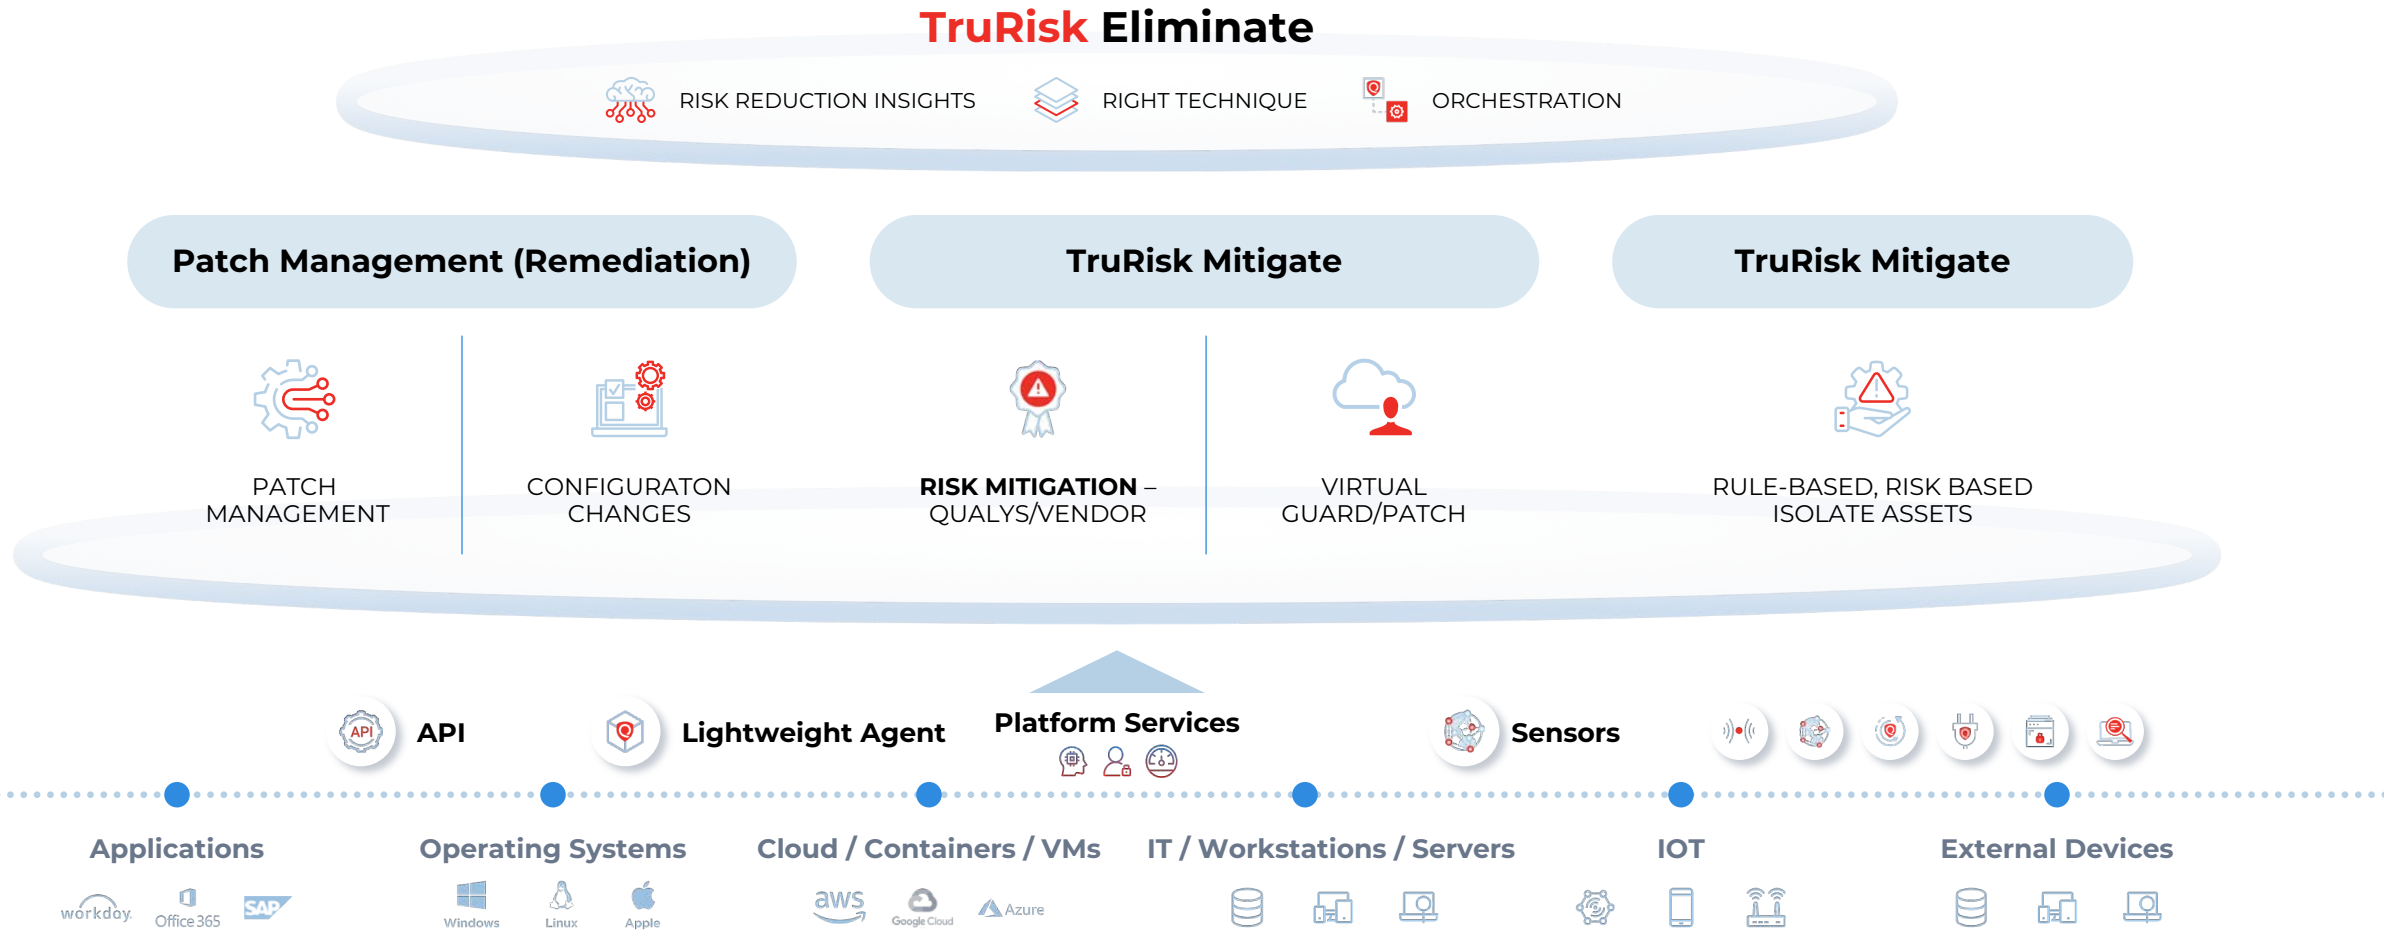 TruRisk Eliminate
RISK REDUCTION INSIGHTS
RIGHT TECHNIQUE
ORCHESTRATION
Patch Management (Remediation)
TruRisk Mitigate
TruRisk Mitigate
PATCH
MANAGEMENT
CONFIGURATON
CHANGES
RISK MITIGATION –
QUALYS/VENDOR
VIRTUAL
GUARD/PATCH
RULE-BASED, RISK BASED
ISOLATE ASSETS
API
API
Lightweight Agent
Platform Services
Sensors
Applications
Operating Systems
Cloud / Containers / VMs
IT / Workstations / Servers
IOT
External Devices
workday.
Office 365
SAP
Windows
Linux
Apple
aws
Google Cloud
Azure